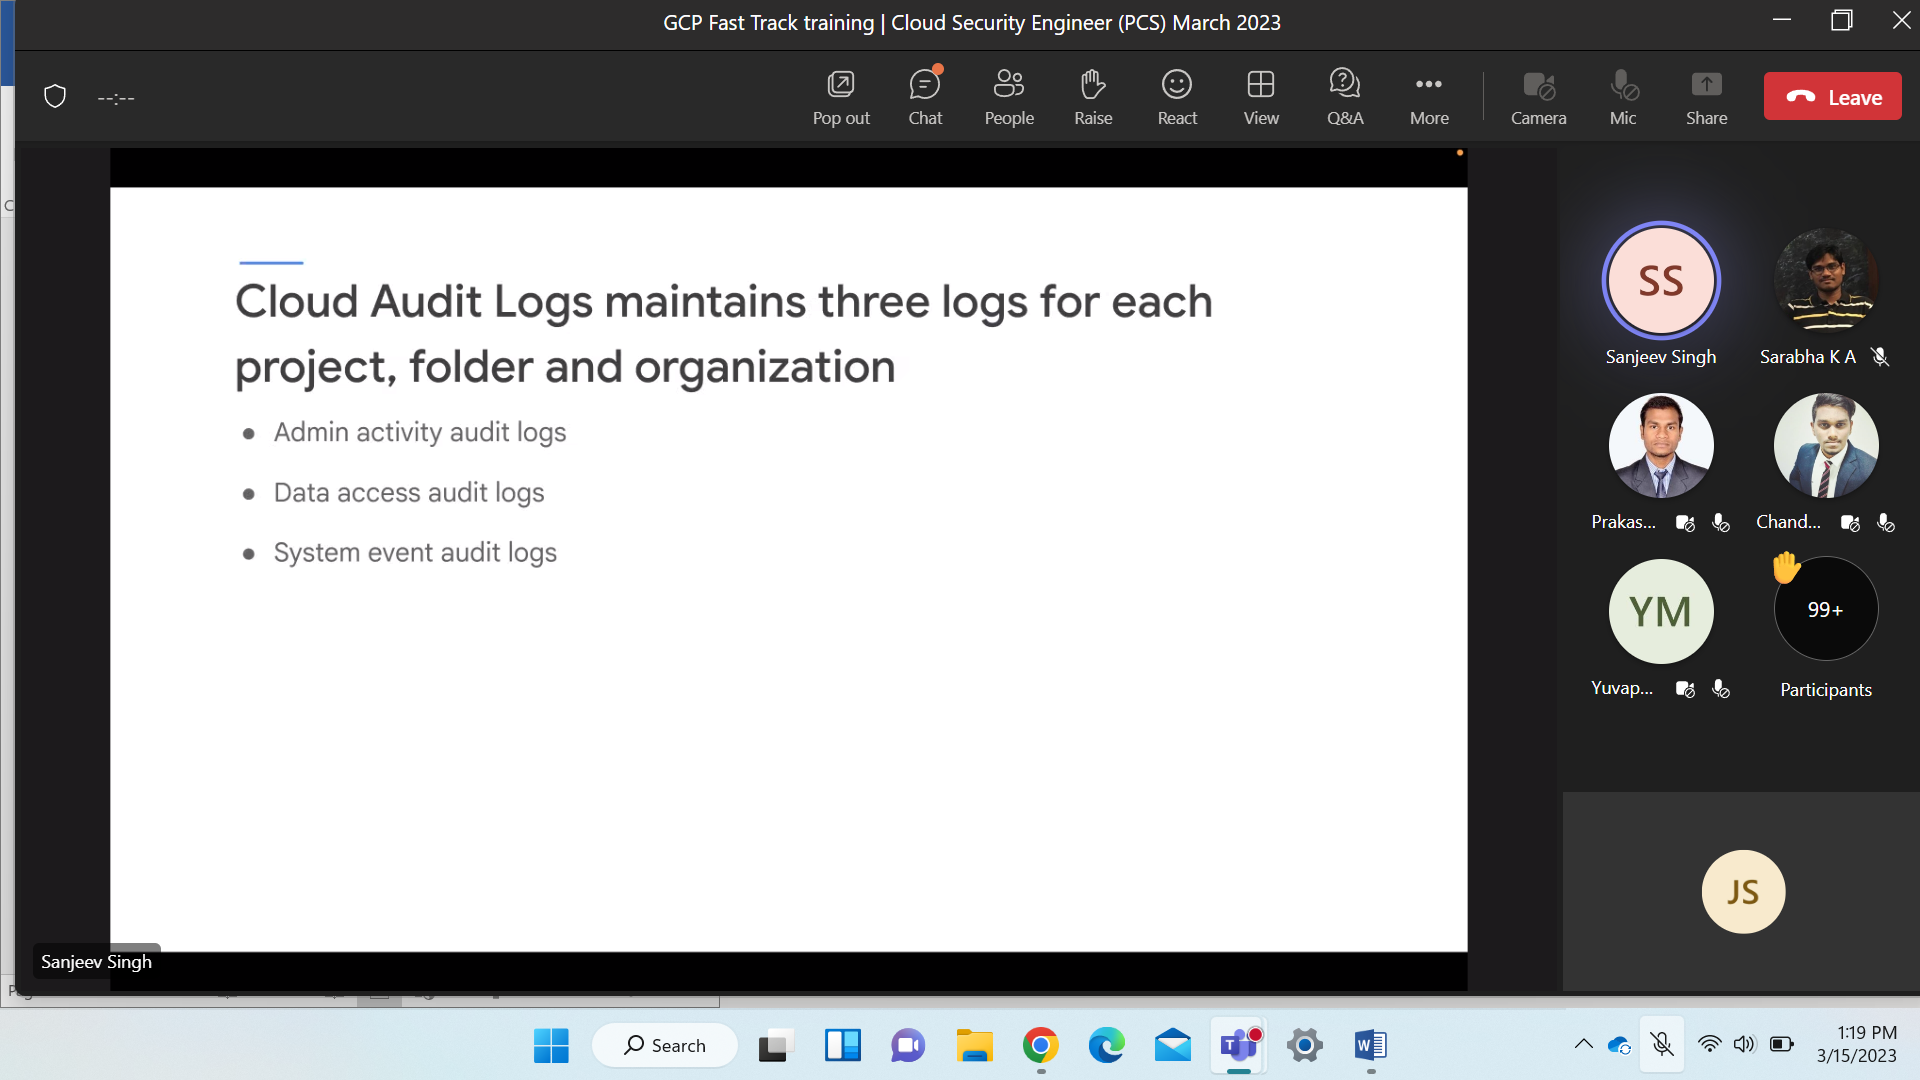 GCP Fast Track training | Cloud Security Engineer (PCS) March 2023
--:--
Pop out
Chat
People
Raise
React
View
Q&A
More
Camera
Mic
Share
Leave
Cloud Audit Logs maintains three logs for each
project, folder and organization
● Admin activity audit logs
● Data access audit logs
● System event audit logs
Sanjeev Singh
SS
Sanjeev Singh
Sarabha K A
Prakas...
Chand...
YM
Yuvap...
99+
Participants
JS
Search
1:19 PM
3/15/2023